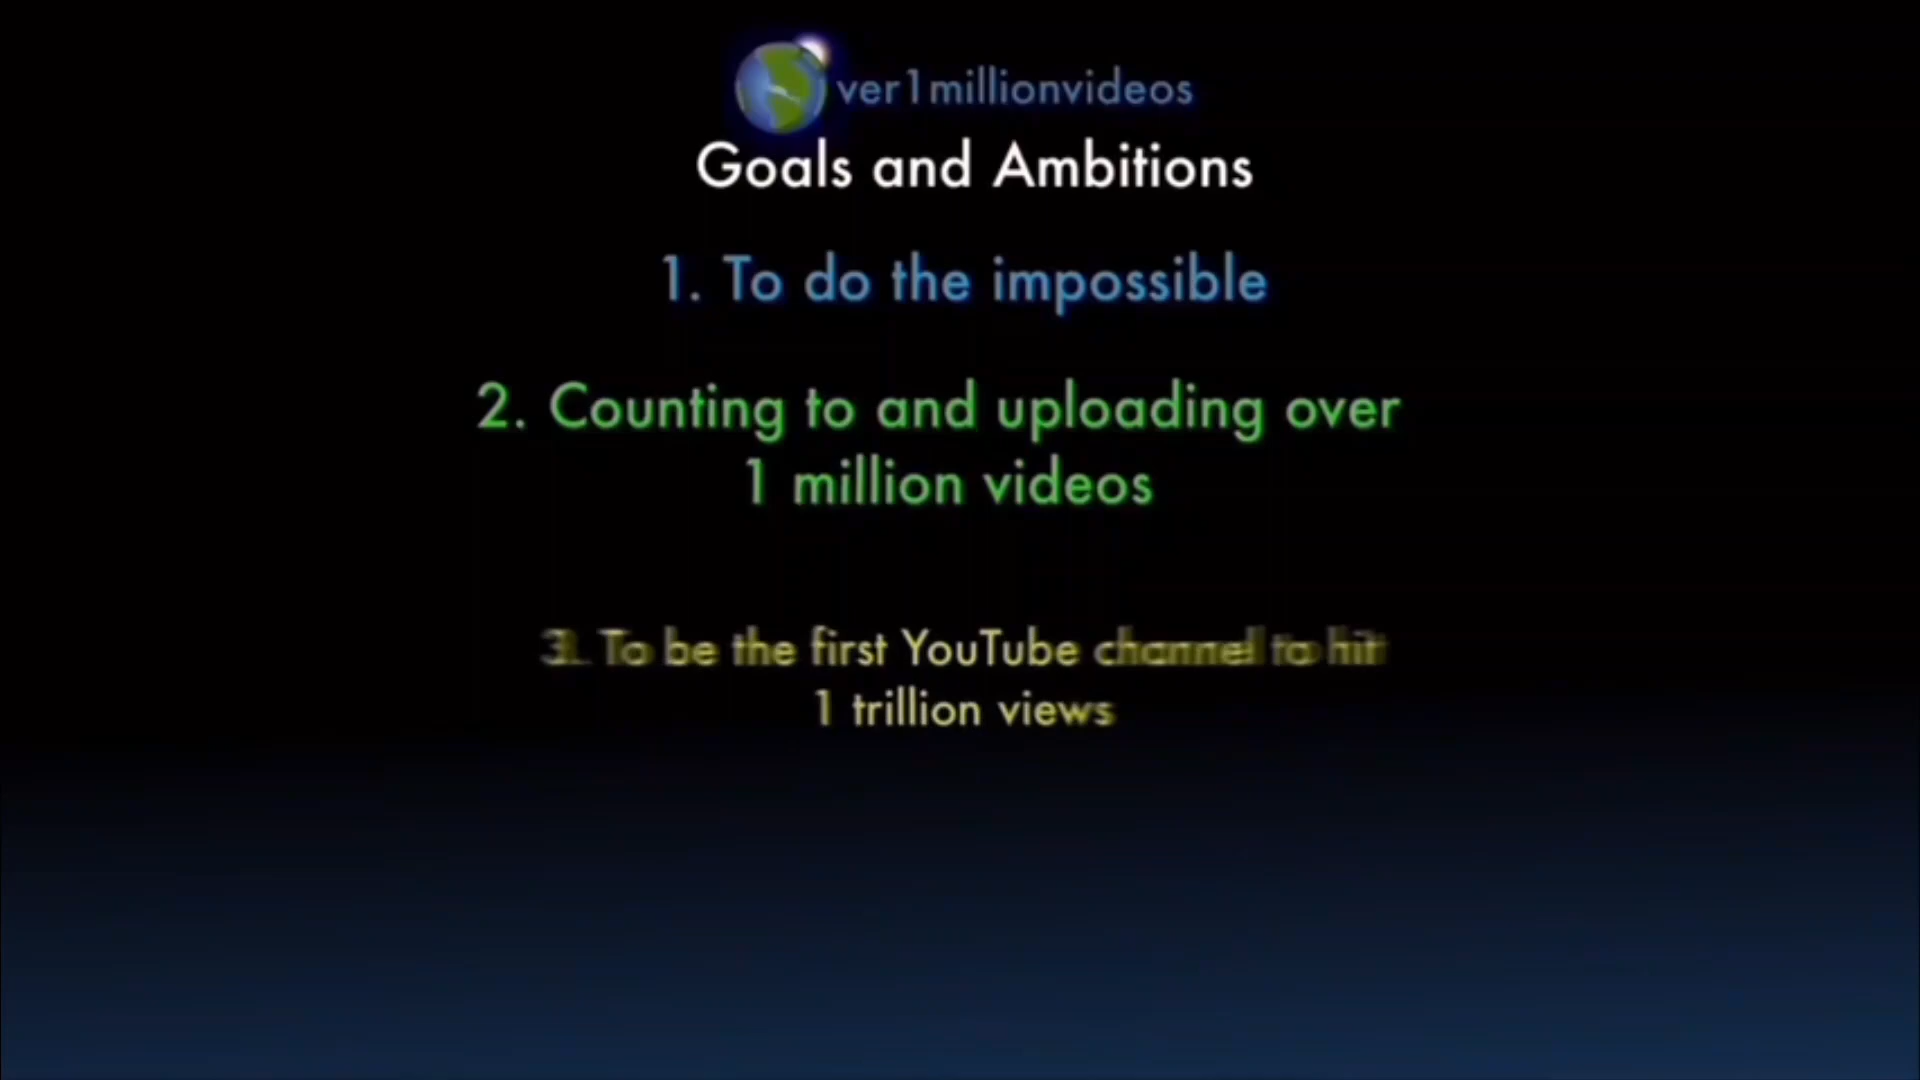 ver1millionvideos
Goals and Ambitions
1. To do the impossible
2. Counting to and uploading over
1 million videos
3. To be the first YouTube channel to hit
1 trillion views